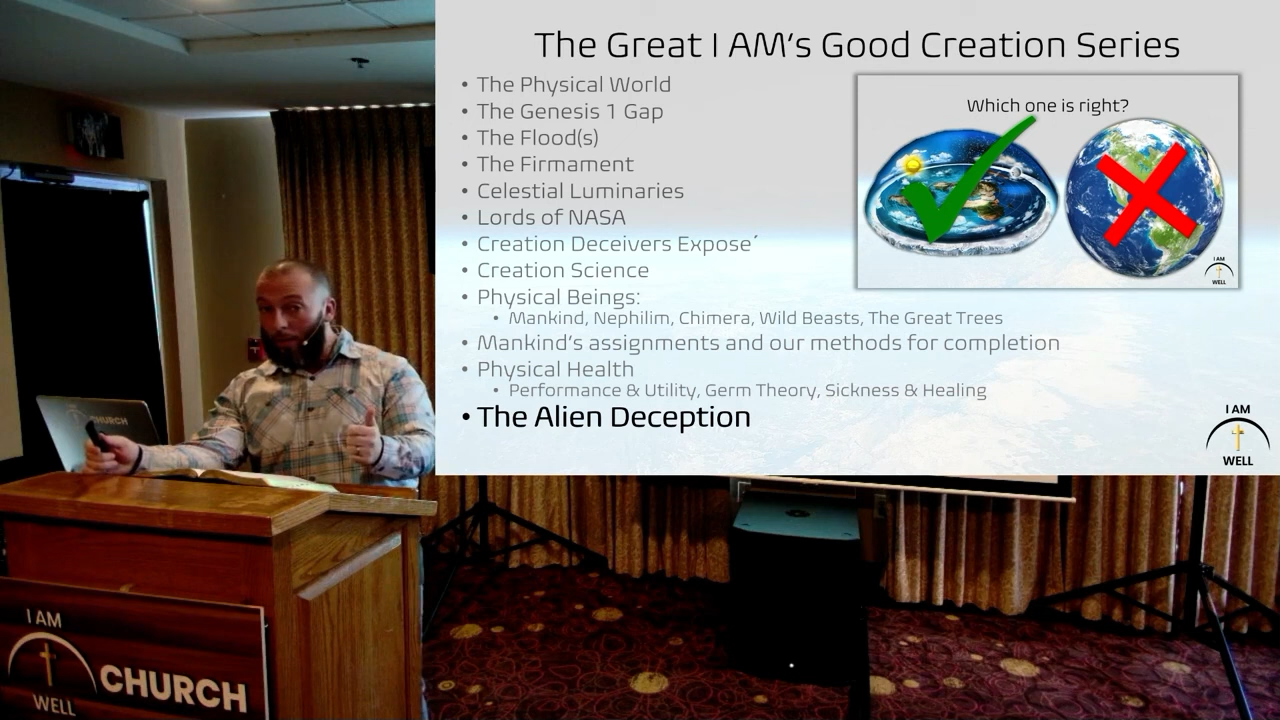 The Great I AM's Good Creation Series
• The Physical World
• The Genesis 1 Gap
• The Flood(s)
• The Firmament
• Celestial Luminaries
• Lords of NASA
• Creation Deceivers Expose´
• Creation Science
• Physical Beings:
• Mankind, Nephilim, Chimera, Wild Beasts, The Great Trees
• Mankind's assignments and our methods for completion
• Physical Health
• Performance & Utility, Germ Theory, Sickness & Healing
• The Alien Deception
Which one is right?
I AM
WELL
I AM
WELL
CHURCH
I AM
WELL
CHURCH